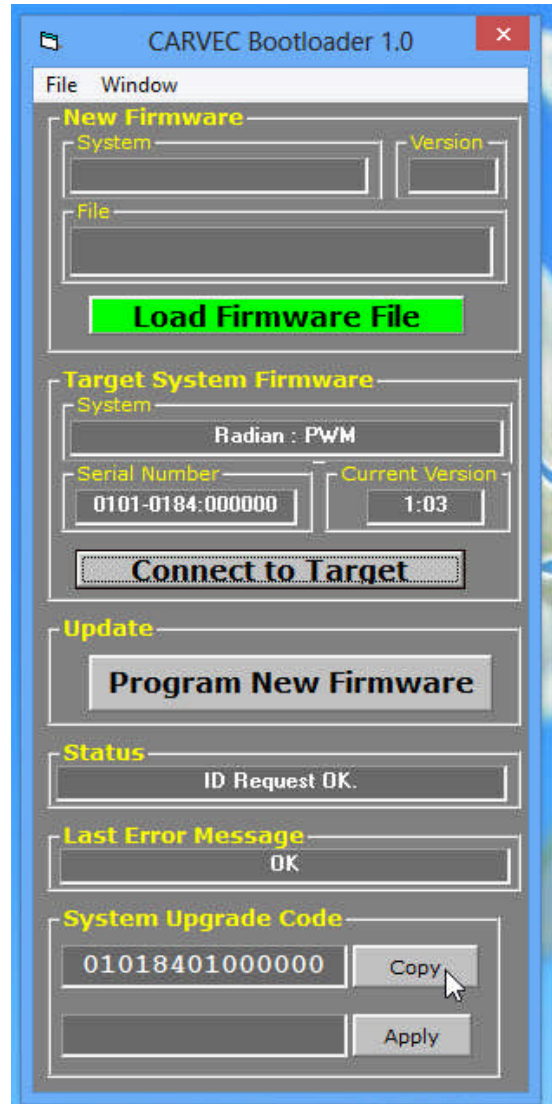 CARVEC Bootloader 1.0
File Window
New Firmware
System Version
File
Load Firmware File
Target System Firmware
System
Radian : PWM
Serial Number Current Version
0101-0184:000000 1:03
Connect to Target
Update
Program New Firmware
Status
ID Request OK.
Last Error Message
OK
System Upgrade Code
01018401000000 Copy
Apply